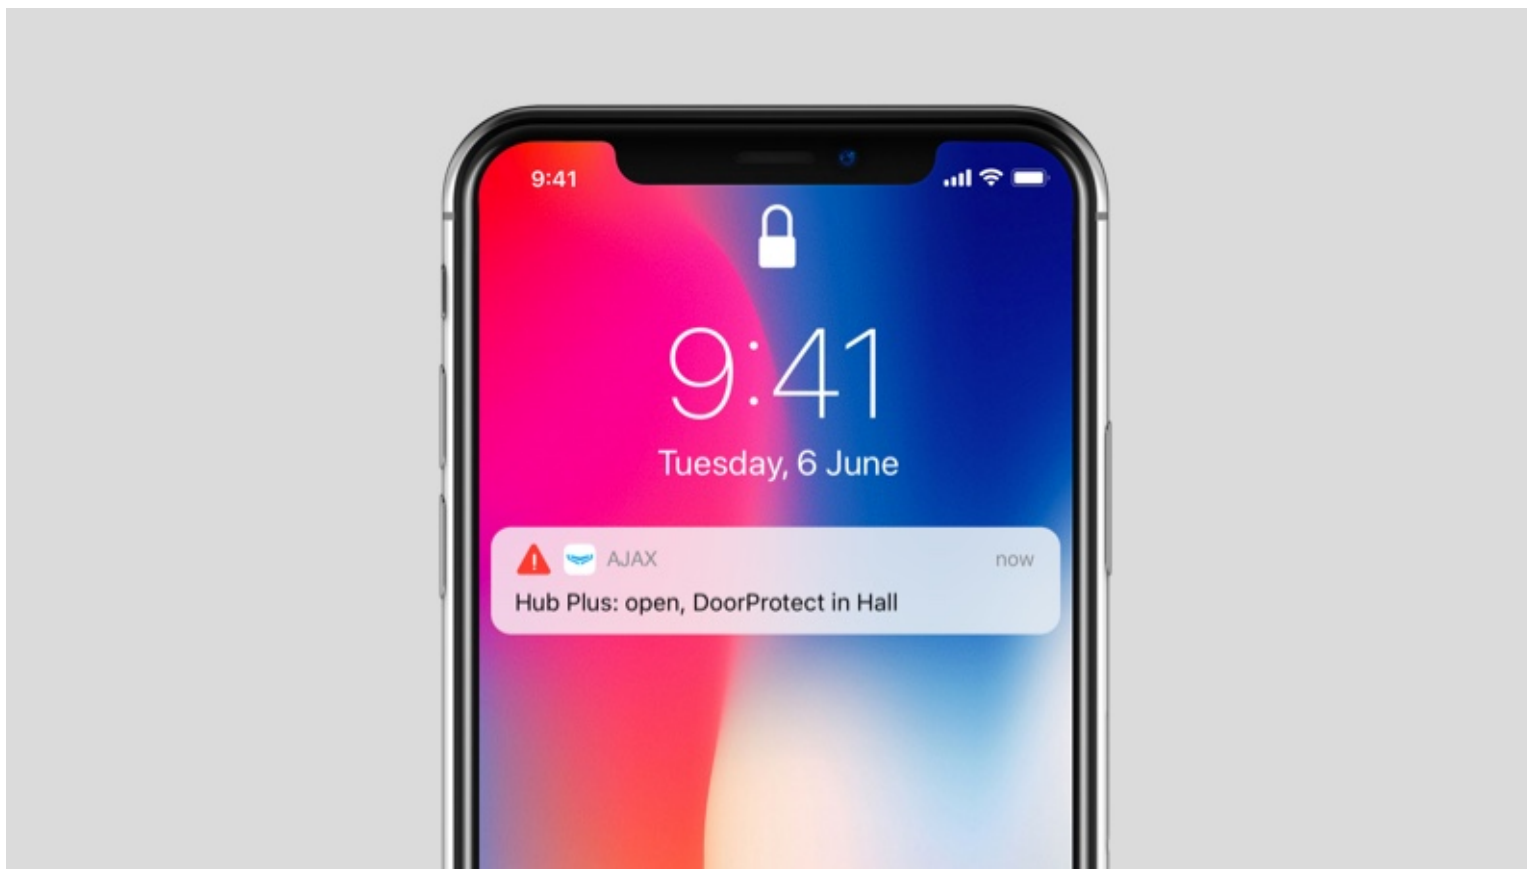 9:41
9:41
Tuesday, 6 June
AJAX now
Hub Plus: open, DoorProtect in Hall